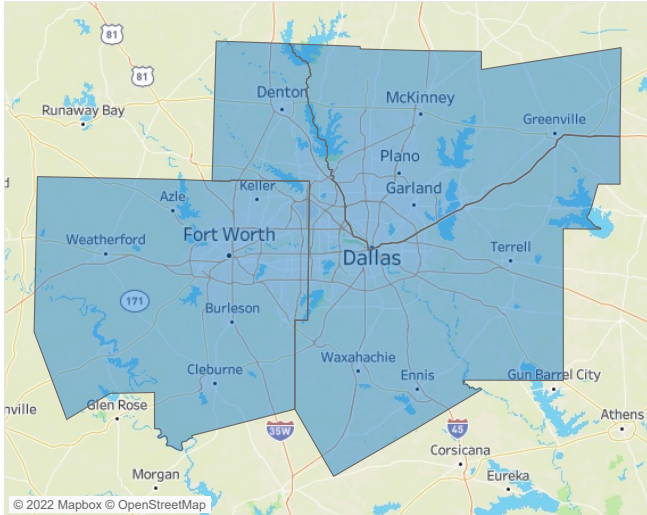 81
81
Runaway Bay
Denton
McKinney
Greenville
Plano
Garland
Keller
Azle
Fort Worth
Weatherford
Dallas
Terrell
171
Burleson
Waxahachie
Cleburne
Ennis
Gun Barrel City
nville
Glen Rose
Athens
35W
45
Corsicana
Morgan
Eureka
© 2022 Mapbox © OpenStreetMap